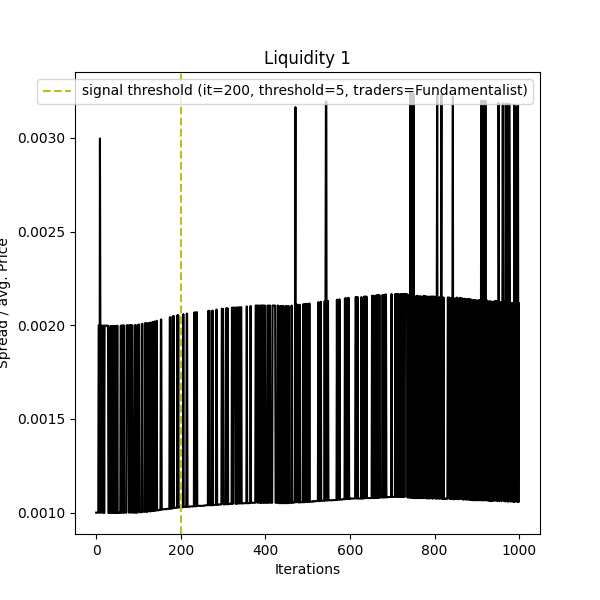 Liquidity 1
signal threshold (it=200, threshold=5, traders=Fundamentalist)
Spread / avg. Price
0.0030
0.0025
0.0020
0.0015
0.0010
0 200 400 600 800 1000
Iterations